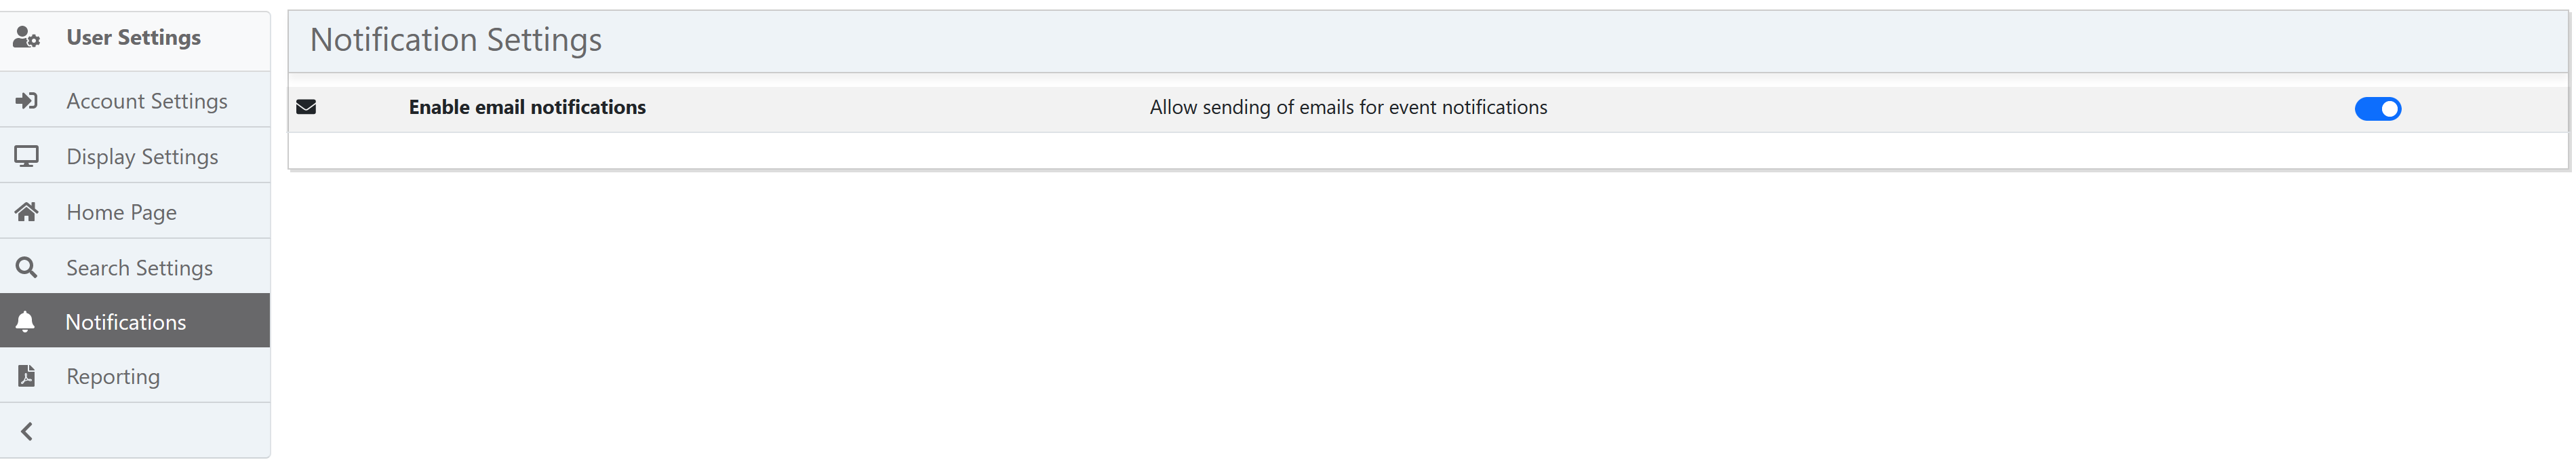 User Settings
Account Settings
Display Settings
Home Page
Search Settings
Notifications
Reporting
Notification Settings
Enable email notifications
Allow sending of emails for event notifications